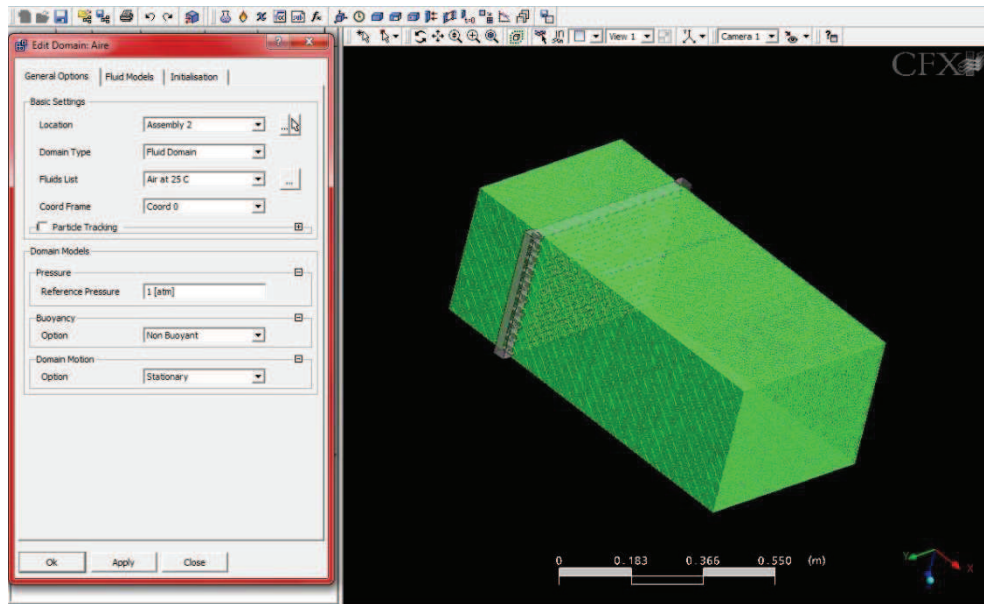 View 1
Camera 1
Edit Domain: Aire
General Options
Fluid Models
Initialisation
Basic Settings
Location
Assembly 2
...
Domain Type
Fluid Domain
Fluids List
Air at 25 C
...
Coord Frame
Coord 0
Particle Tracking
Domain Models
Pressure
Reference Pressure
1 [atm]
Buoyancy
Option
Non Buoyant
Domain Motion
Option
Stationary
Ok
Apply
Close
CFX
0 0.183 0.366 0.550 (m)
Y
X